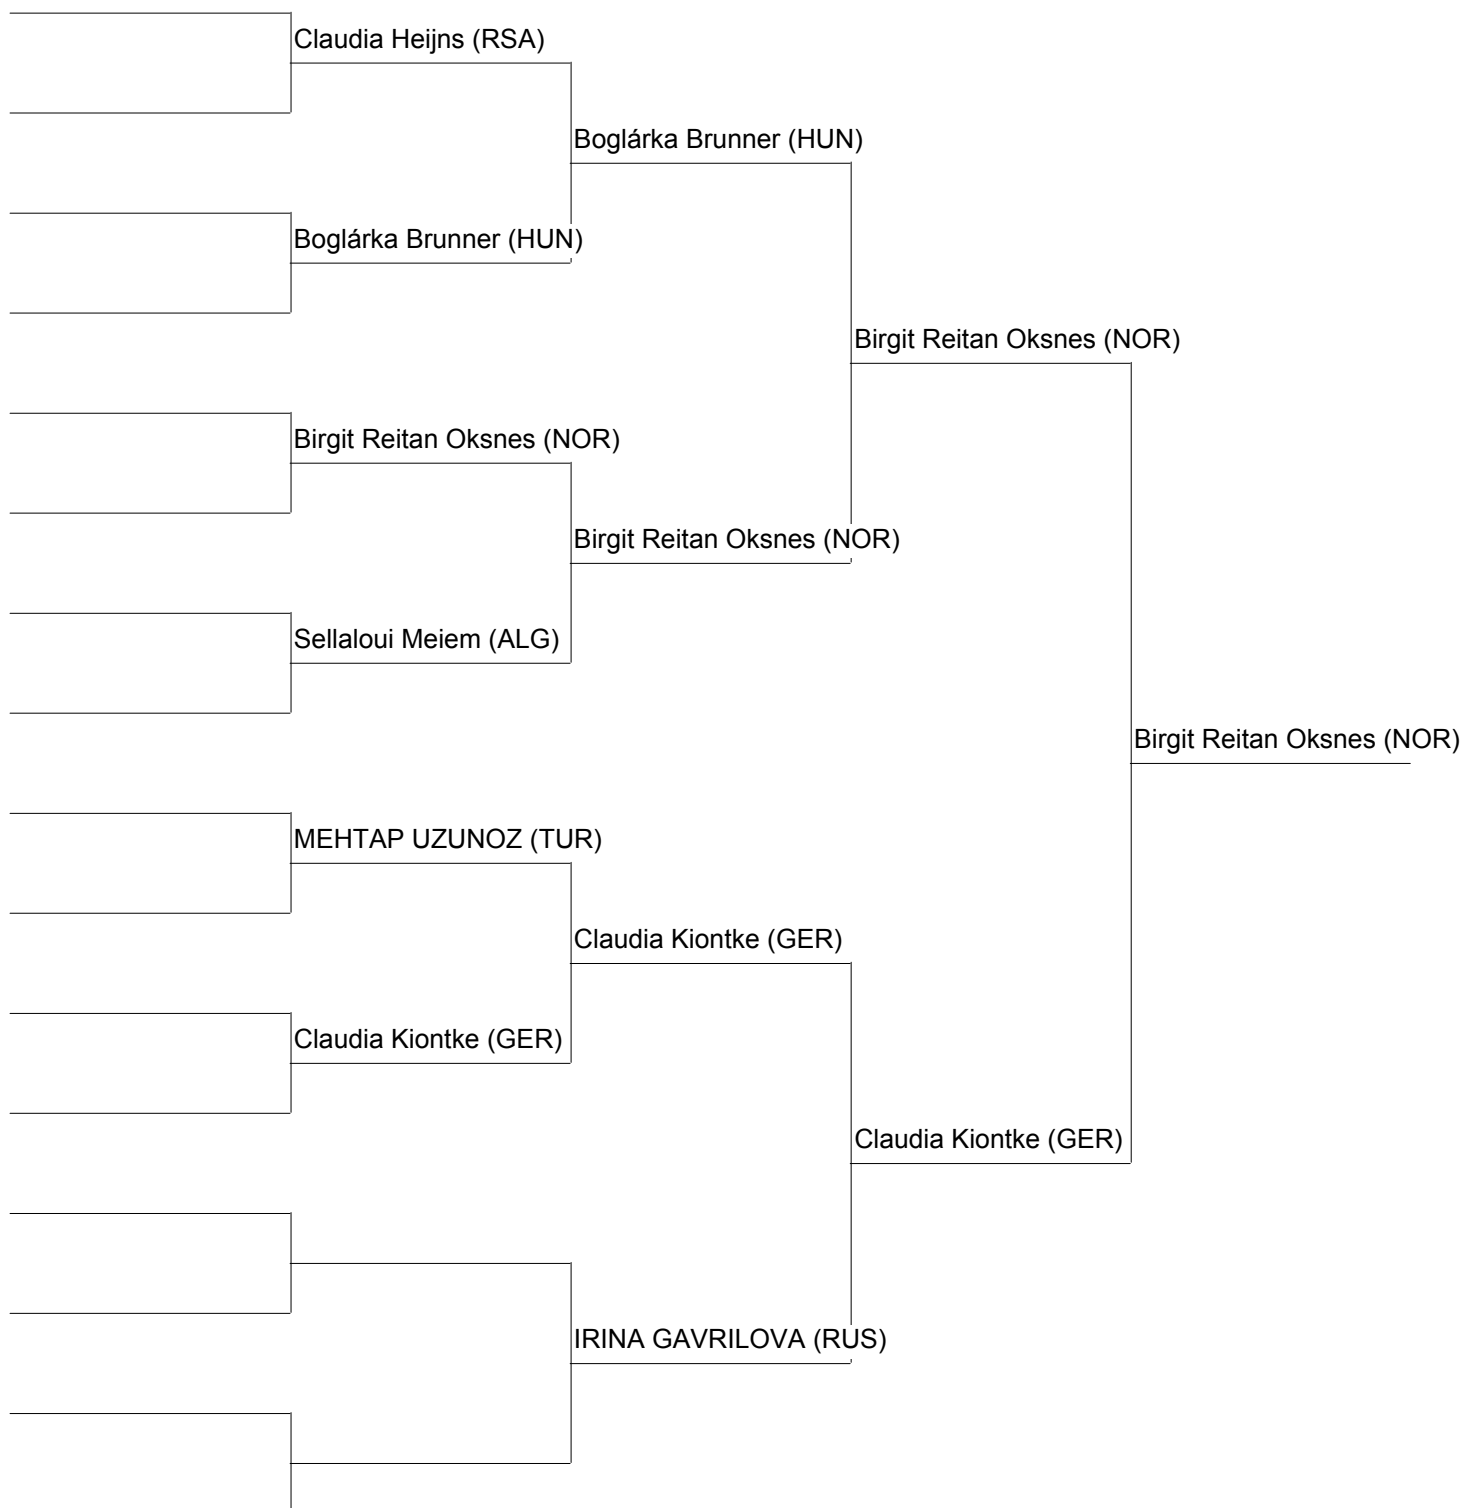 Claudia Heijns (RSA)
Boglárka Brunner (HUN)
Boglárka Brunner (HUN)
Birgit Reitan Oksnes (NOR)
Birgit Reitan Oksnes (NOR)
Birgit Reitan Oksnes (NOR)
Sellaloui Meiem (ALG)
Birgit Reitan Oksnes (NOR)
MEHTAP UZUNOZ (TUR)
Claudia Kiontke (GER)
Claudia Kiontke (GER)
Claudia Kiontke (GER)
IRINA GAVRILOVA (RUS)